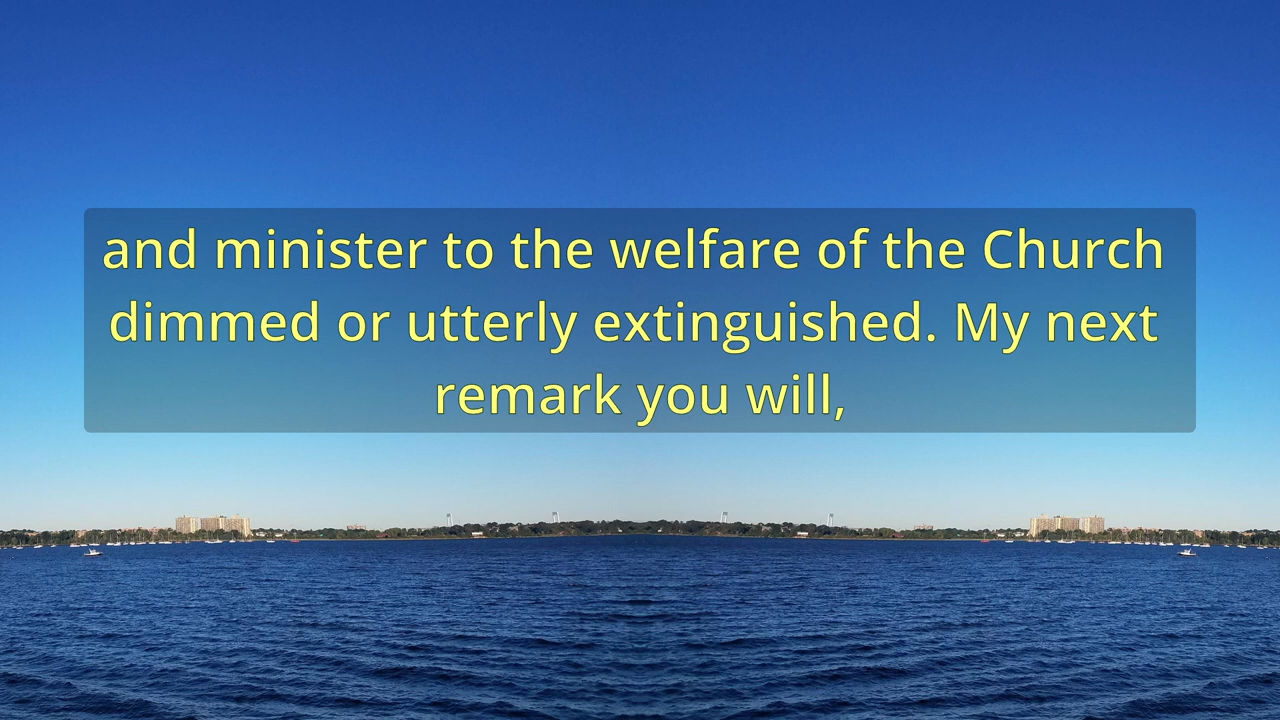 and minister to the welfare of the Church
dimmed or utterly extinguished. My next
remark you will,